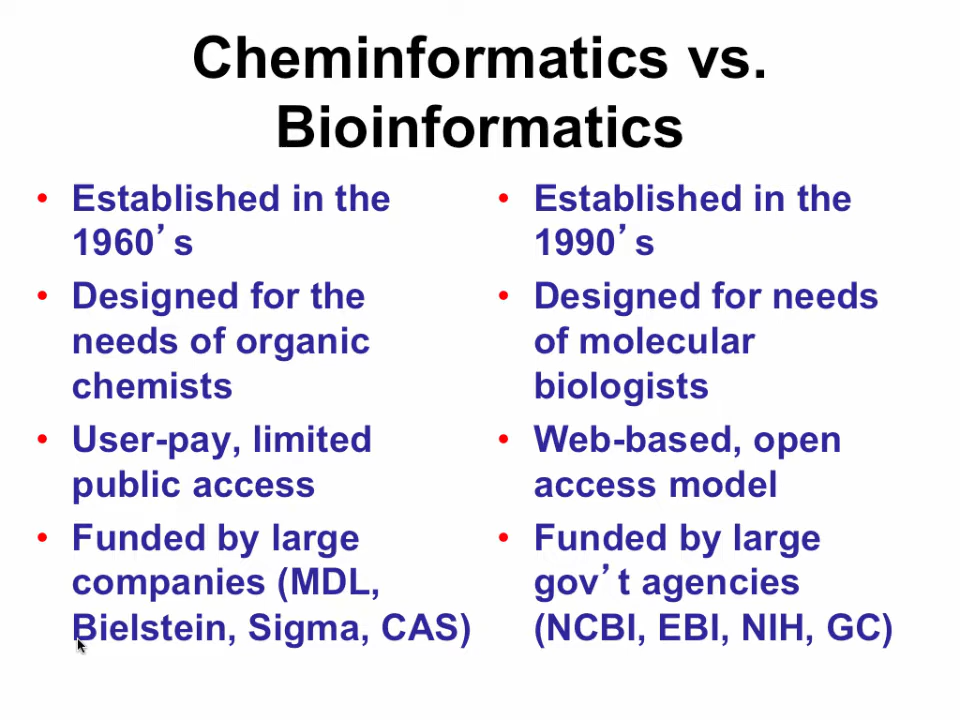 Cheminformatics vs.
Bioinformatics
• Established in the
1960’s
• Designed for the
needs of organic
chemists
• User-pay, limited
public access
• Funded by large
companies (MDL,
Bielstein, Sigma, CAS)
• Established in the
1990’s
• Designed for needs
of molecular
biologists
• Web-based, open
access model
• Funded by large
gov’t agencies
(NCBI, EBI, NIH, GC)